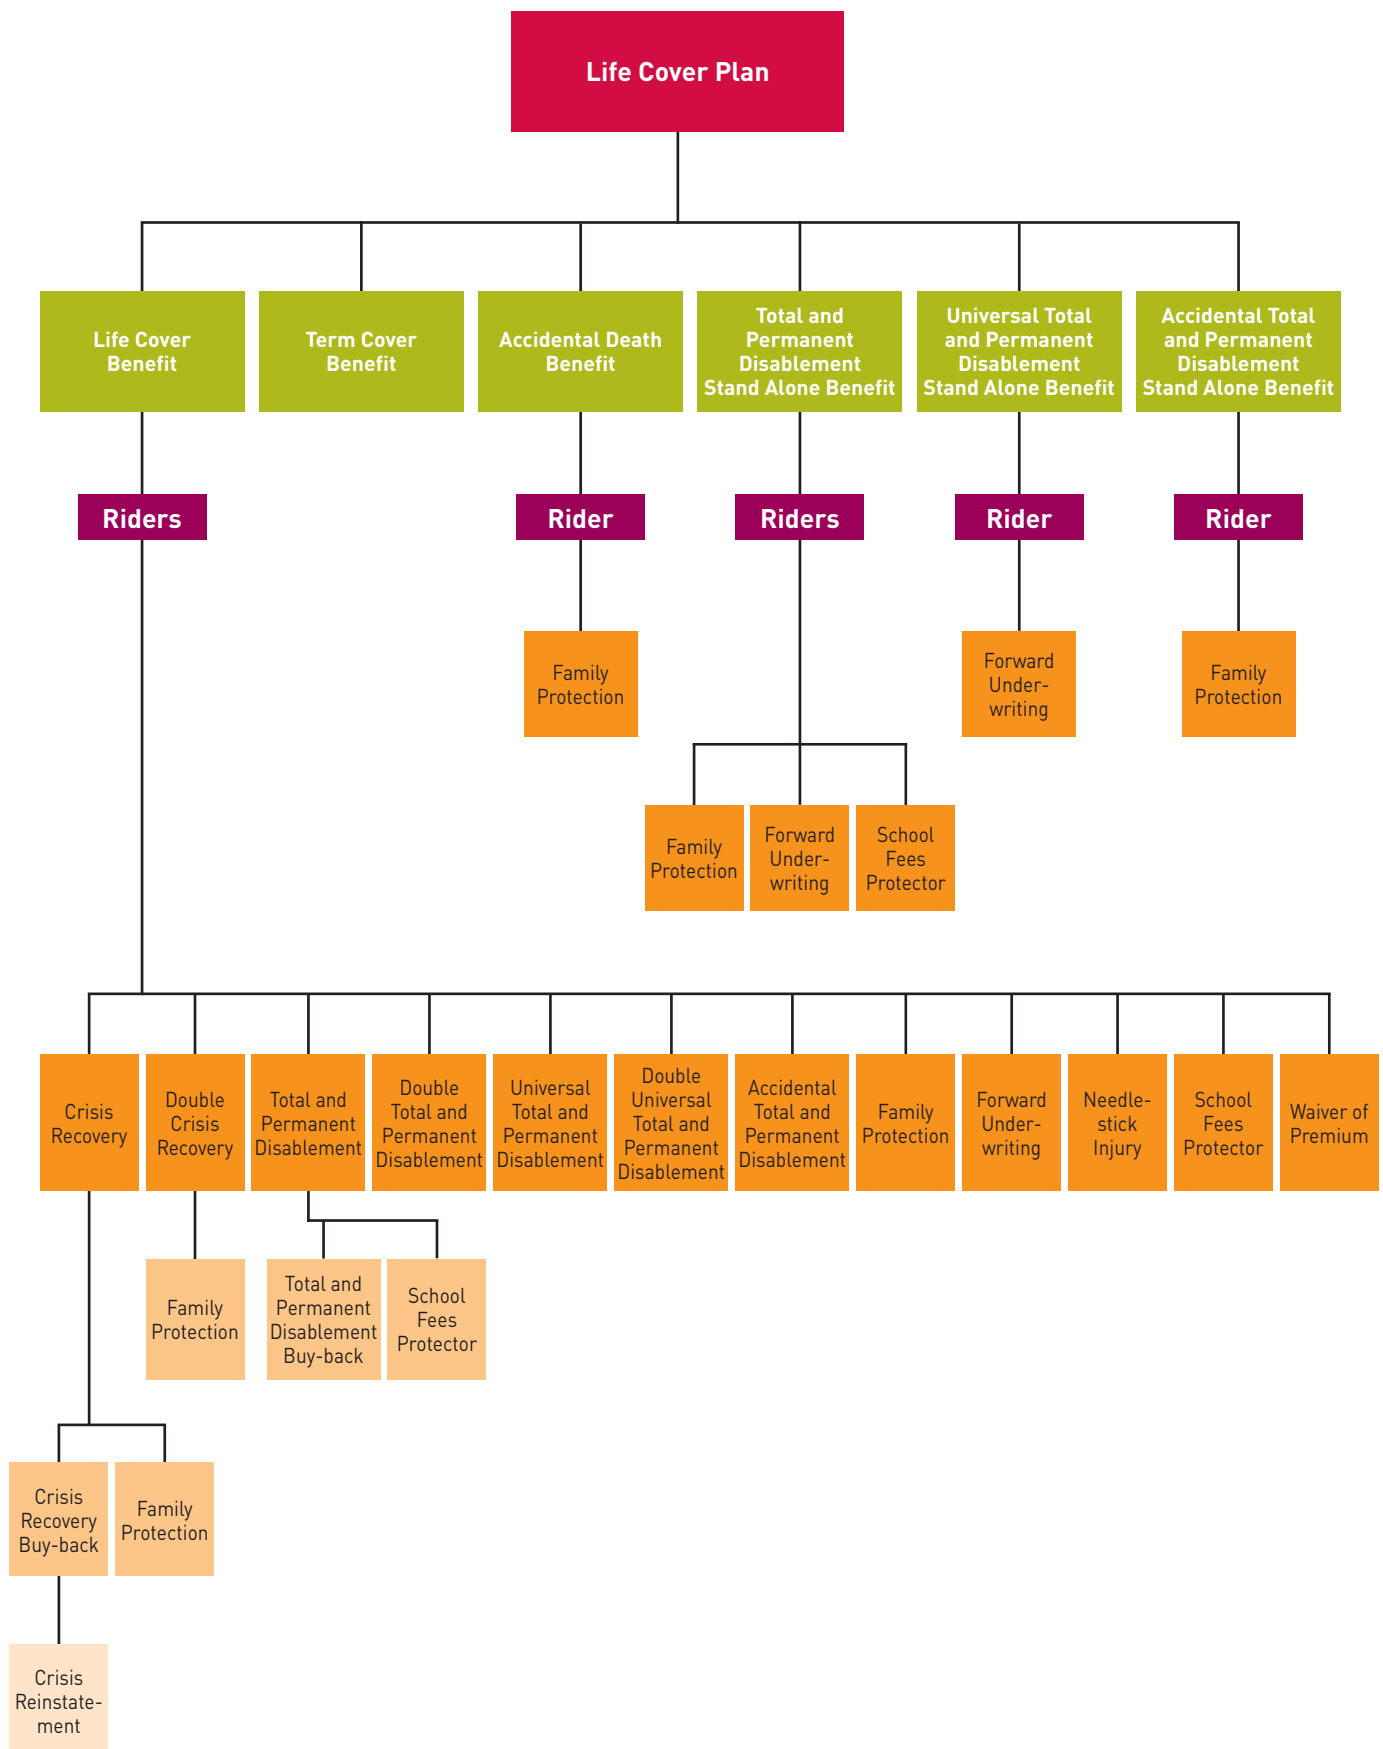 Life Cover Plan
Life Cover
Benefit
Term Cover
Benefit
Accidental Death
Benefit
Total and
Permanent
Disablement
Stand Alone Benefit
Universal Total
and Permanent
Disablement
Stand Alone Benefit
Accidental Total
and Permanent
Disablement
Stand Alone Benefit
Riders
Rider
Riders
Rider
Rider
Family
Protection
Forward
Under-
writing
Family
Protection
Family
Protection
Forward
Under-
writing
School
Fees
Protector
Crisis
Recovery
Double
Crisis
Recovery
Total and
Permanent
Disablement
Double
Total and
Permanent
Disablement
Universal
Total and
Permanent
Disablement
Double
Universal
Total and
Permanent
Disablement
Accidental
Total and
Permanent
Disablement
Family
Protection
Forward
Under-
writing
Needle-
stick
Injury
School
Fees
Protector
Waiver of
Premium
Family
Protection
Total and
Permanent
Disablement
Buy-back
School
Fees
Protector
Crisis
Recovery
Buy-back
Family
Protection
Crisis
Reinstate-
ment